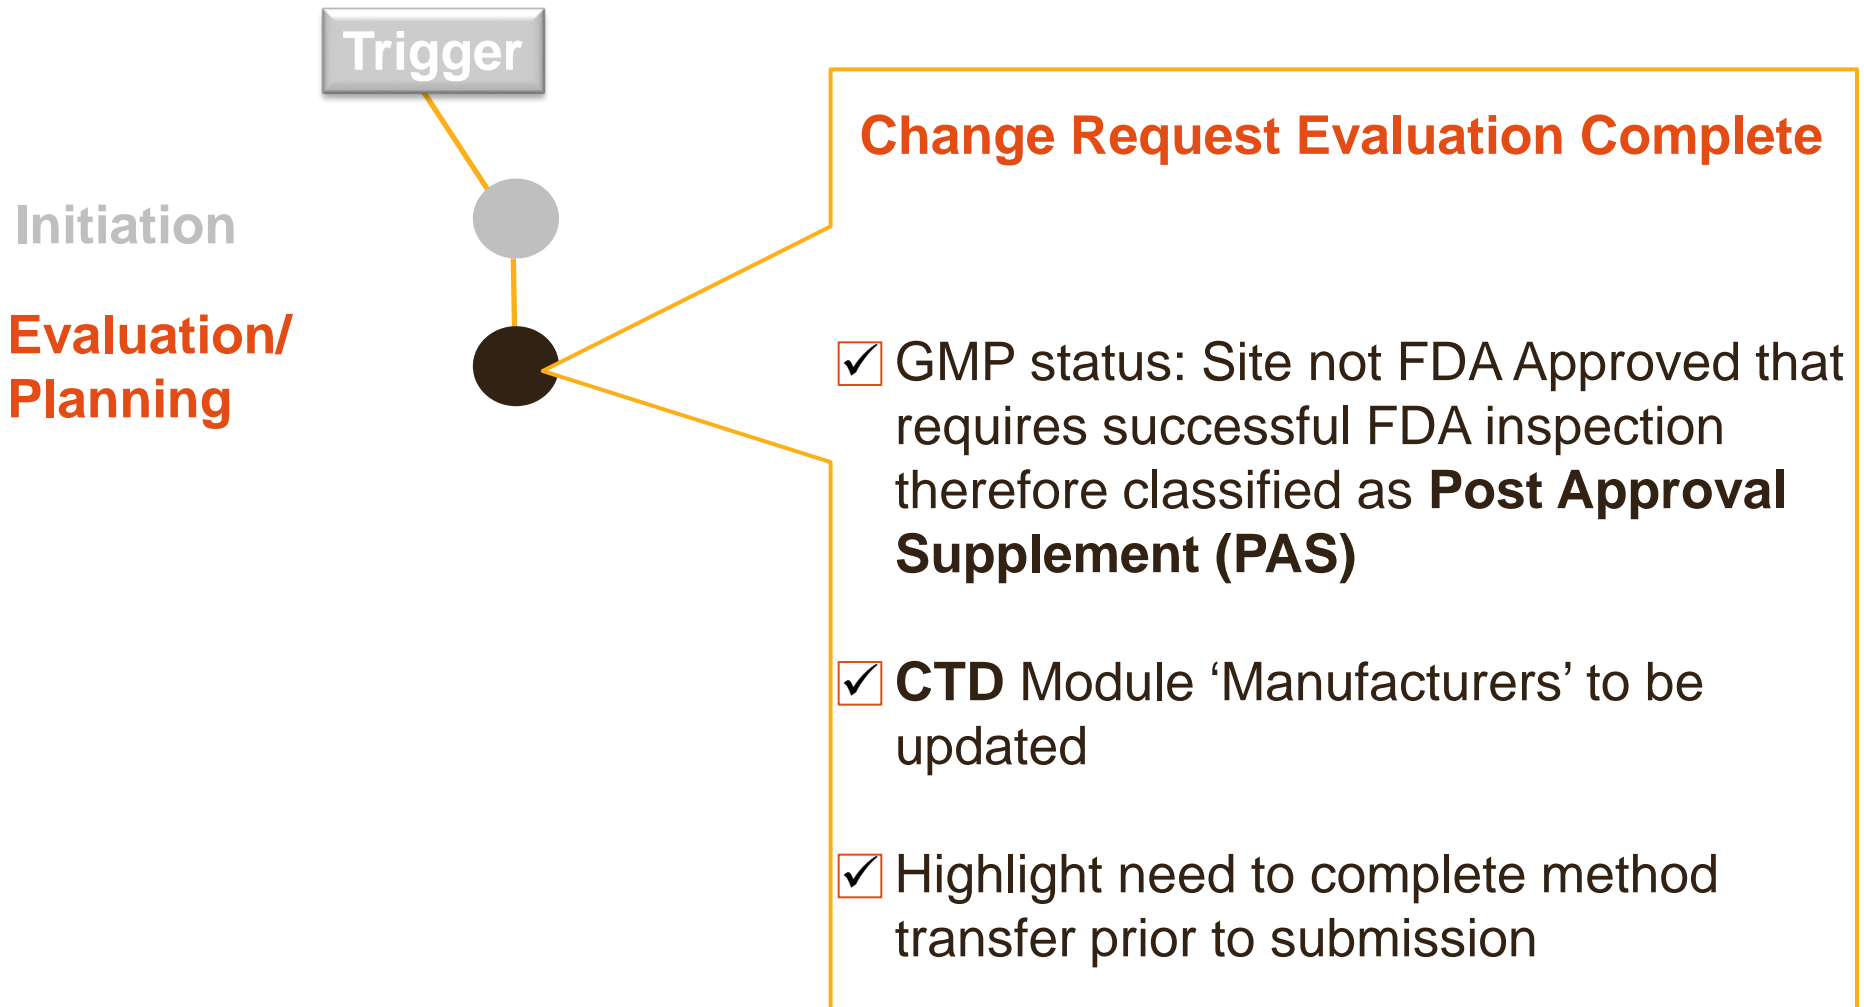 Trigger
Initiation
Evaluation/
Planning
Change Request Evaluation Complete
GMP status: Site not FDA Approved that
requires successful FDA inspection
therefore classified as Post Approval
Supplement (PAS)
CTD Module ‘Manufacturers’ to be
updated
Highlight need to complete method
transfer prior to submission